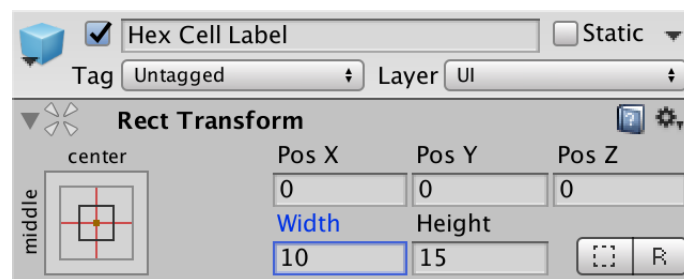 Hex Cell Label Static
Tag Untagged Layer UI
Rect Transform
center Pos X Pos Y Pos Z
middle
0 0 0
Width Height
10 15 R